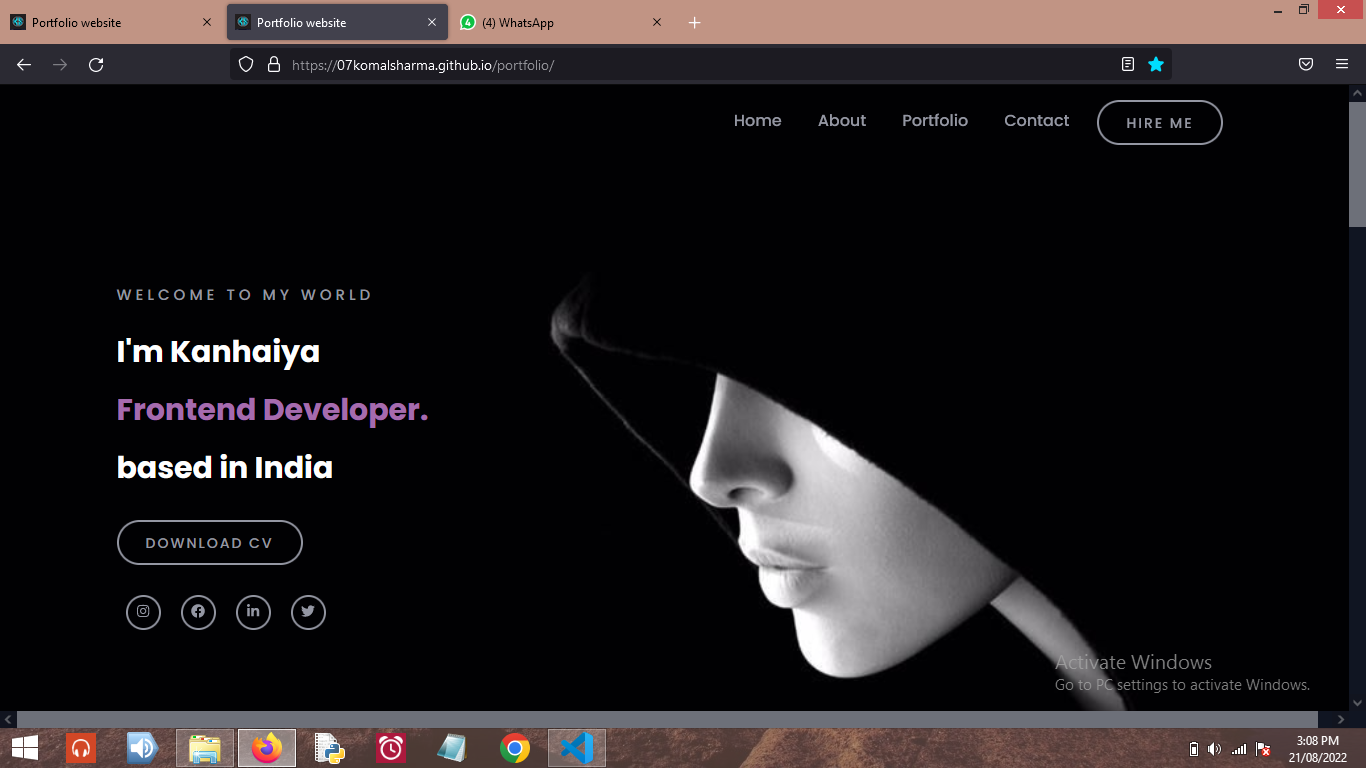 Portfolio website
Portfolio website
4 (4) WhatsApp
https://07komalsharma.github.io/portfolio/
Home About Portfolio Contact HIRE ME
WELCOME TO MY WORLD
I'm Kanhaiya
Frontend Developer.
based in India
DOWNLOAD CV
in
Activate Windows
Go to PC settings to activate Windows.
3:08 PM
21/08/2022